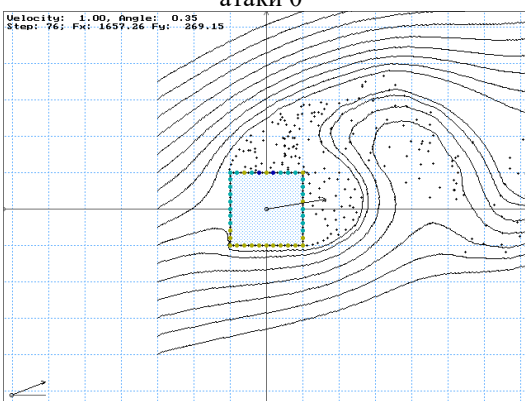 атаки 0
Velocity: 1.00, Angle: 0.35
Step: 76; Fx: 1657.26 Fy: 269.15